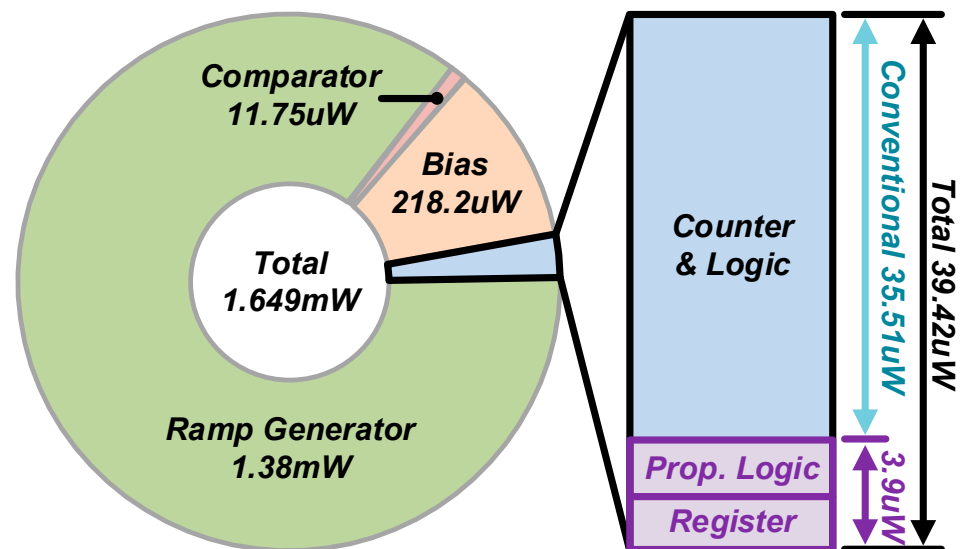 Comparator
11.75uW
Bias
218.2uW
Total
1.649mW
Ramp Generator
1.38mW
Counter
& Logic
Prop. Logic
Register
Conventional 35.51uW
3.9uW
Total 39.42uW